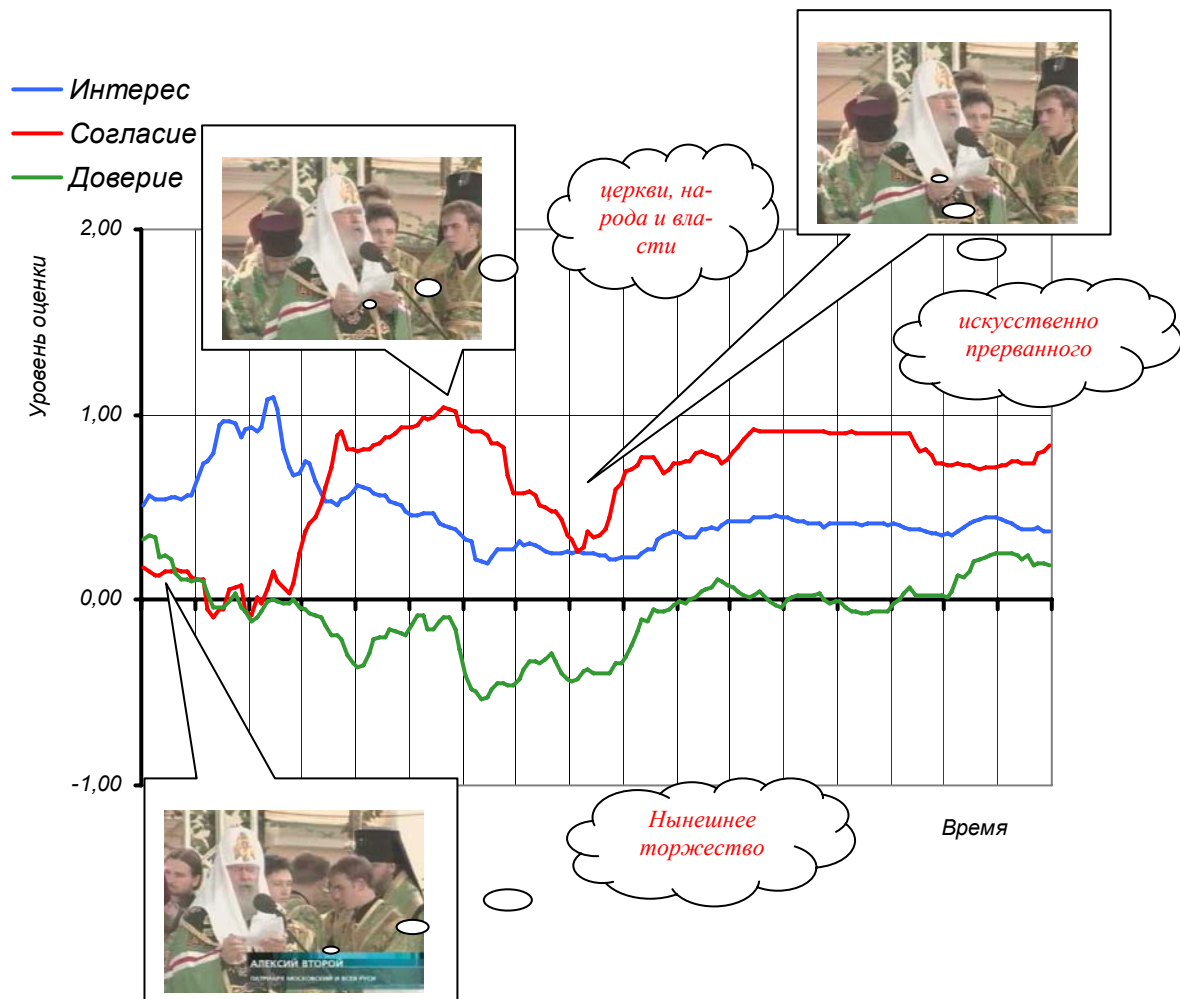 Интерес
Согласие
Доверие
церкви, на-
рода и вла-
сти
искусственно
прерванного
Уровень оценки
2,00
1,00
0,00
-1,00
Время
Нынешнее
торжество
АЛЕКСИЙ ВТОРОЙ
ПАТРИАРХ МОСКОВСКИЙ И ВСЕЯ РУСИ